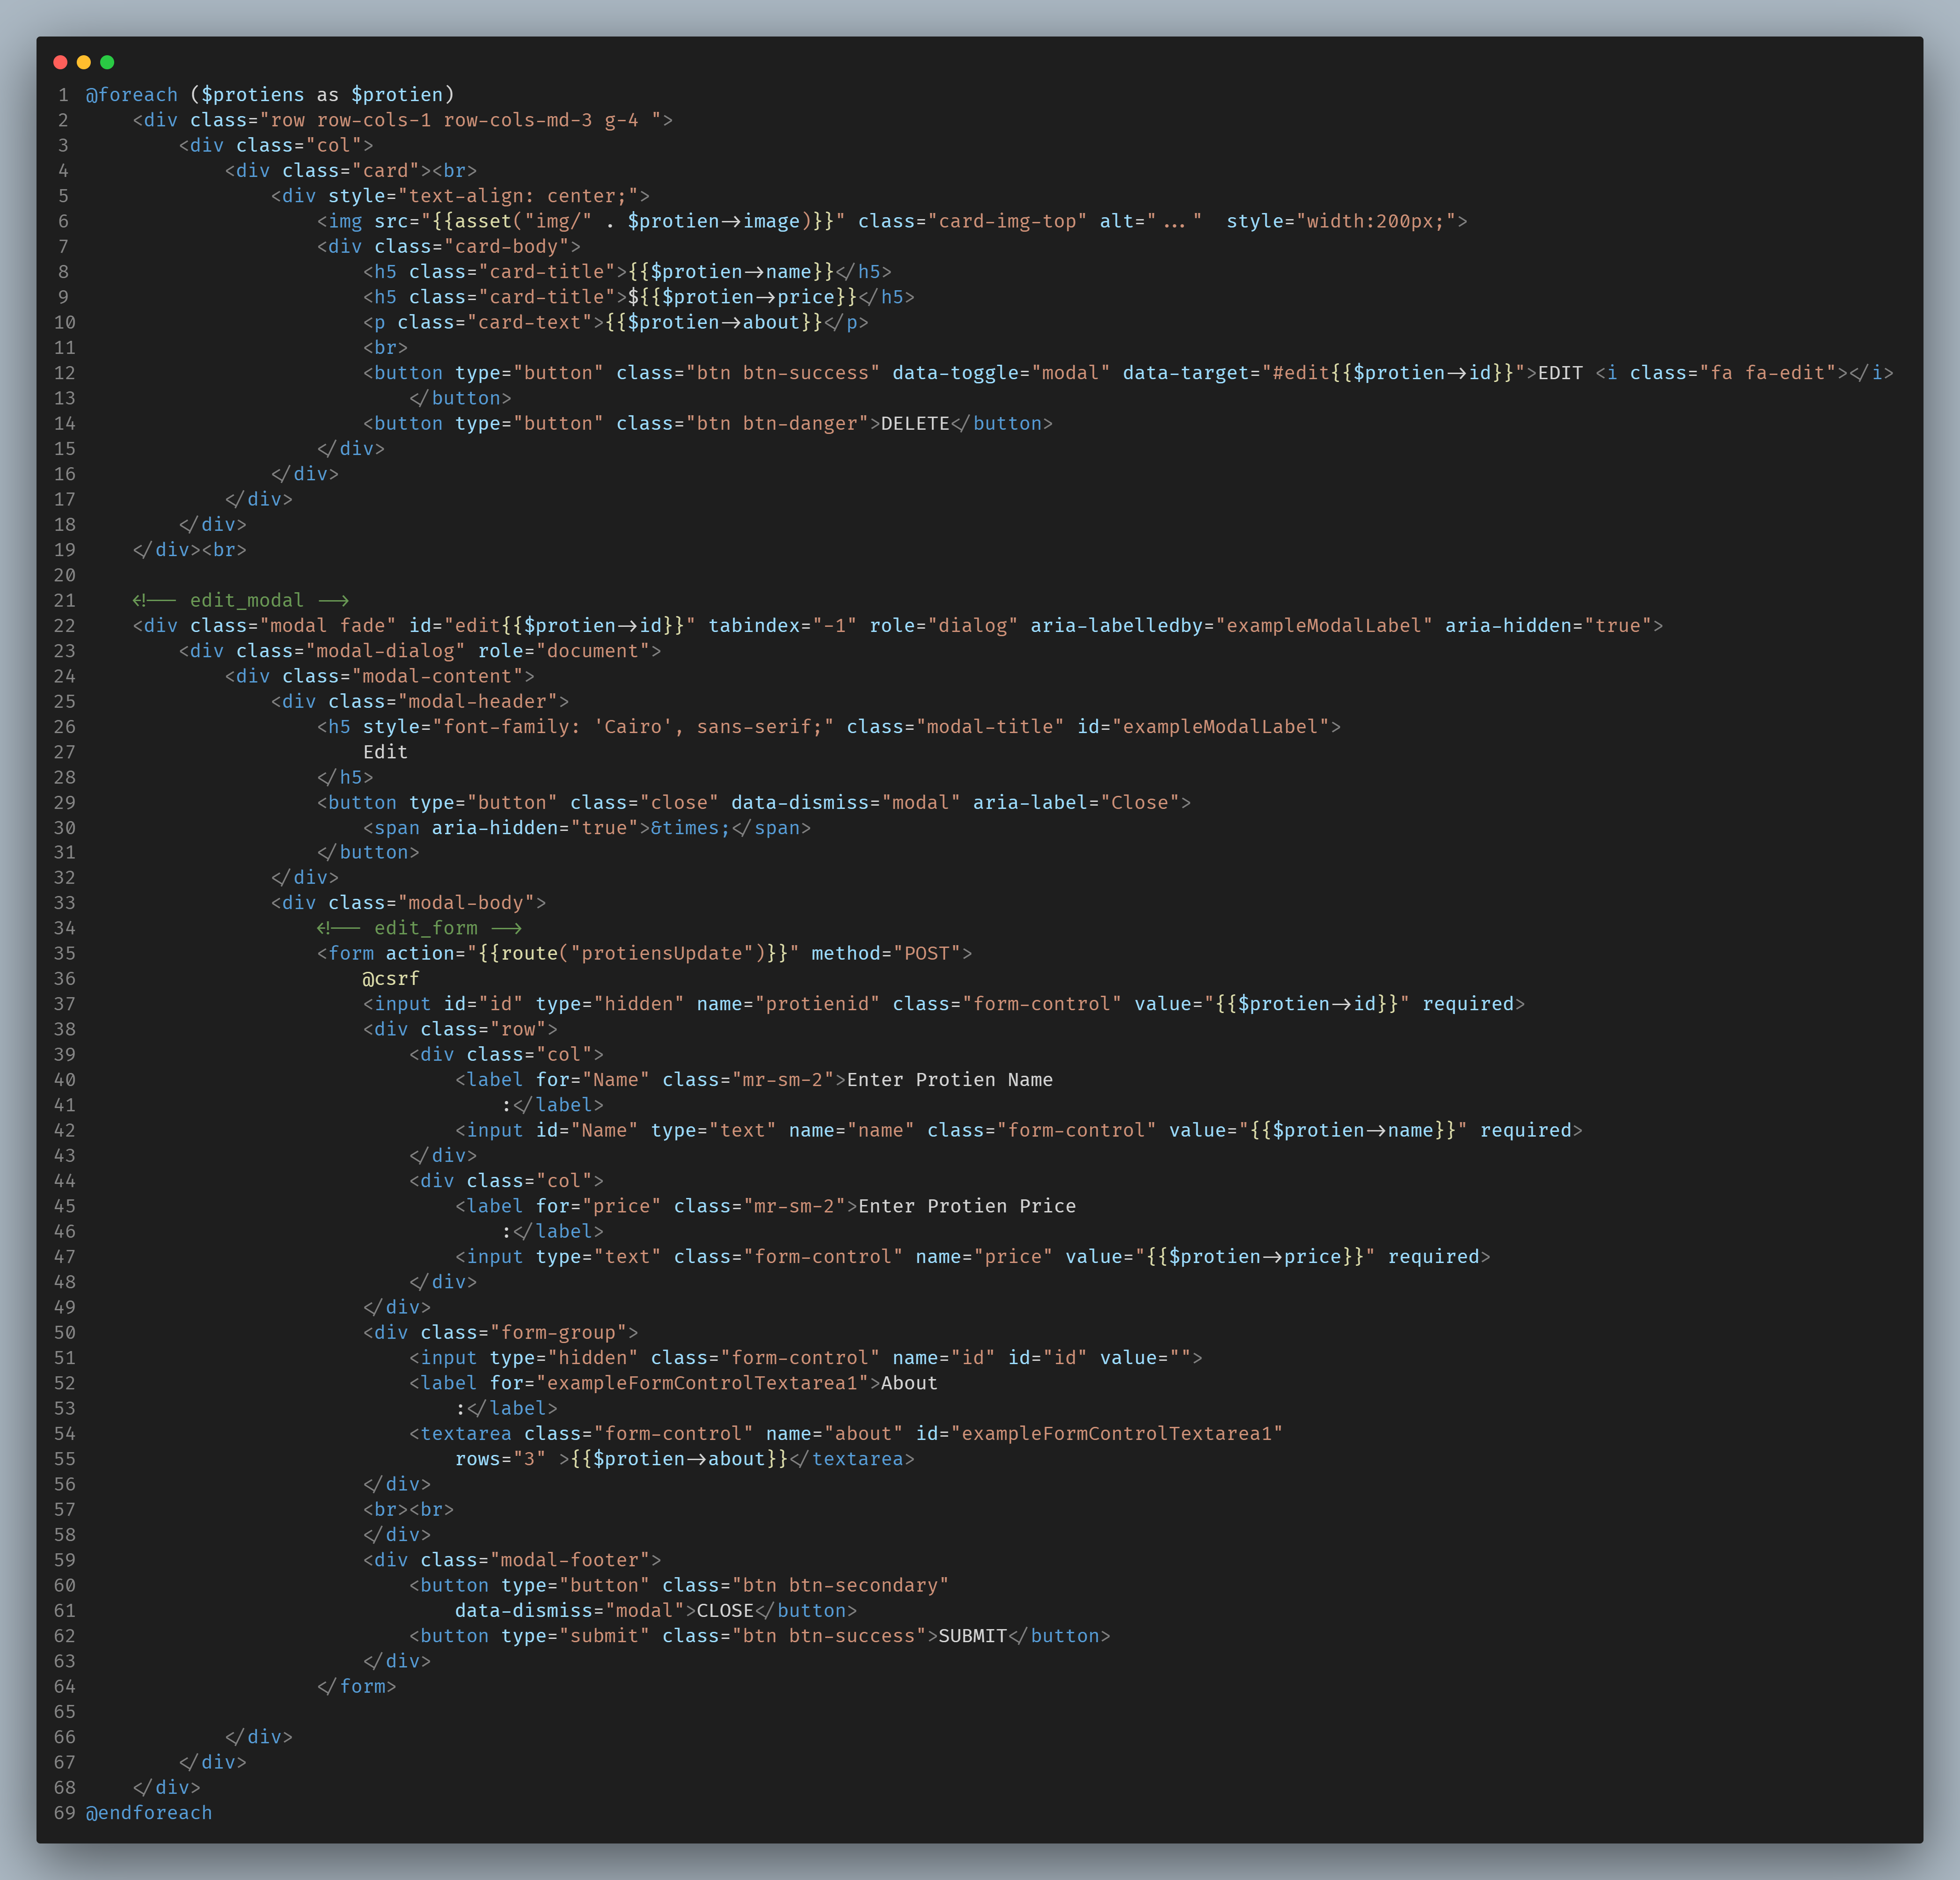 1 @foreach ($protiens as $protien)
2     <div class="row row-cols-1 row-cols-md-3 g-4 ">
3         <div class="col">
4             <div class="card"><br>
5                 <div style="text-align: center;">
6                     <img src="{{asset("img/" . $protien->image)}}" class="card-img-top" alt="..."  style="width:200px;">
7                     <div class="card-body">
8                         <h5 class="card-title">{{$protien->name}}</h5>
9                         <h5 class="card-title">${{$protien->price}}</h5>
10                         <p class="card-text">{{$protien->about}}</p>
11                         <br>
12                         <button type="button" class="btn btn-success" data-toggle="modal" data-target="#edit{{$protien->id}}">EDIT <i class="fa fa-edit"></i>
13                             </button>
14                         <button type="button" class="btn btn-danger">DELETE</button>
15                     </div>
16                 </div>
17             </div>
18         </div>
19     </div><br>
20
21     <!-- edit_modal -->
22     <div class="modal fade" id="edit{{$protien->id}}" tabindex="-1" role="dialog" aria-labelledby="exampleModalLabel" aria-hidden="true">
23         <div class="modal-dialog" role="document">
24             <div class="modal-content">
25                 <div class="modal-header">
26                     <h5 style="font-family: 'Cairo', sans-serif;" class="modal-title" id="exampleModalLabel">
27                         Edit
28                     </h5>
29                     <button type="button" class="close" data-dismiss="modal" aria-label="Close">
30                         <span aria-hidden="true">&times;</span>
31                     </button>
32                 </div>
33                 <div class="modal-body">
34                     <!-- edit_form -->
35                     <form action="{{route("protiensUpdate")}}" method="POST">
36                         @csrf
37                         <input id="id" type="hidden" name="protienid" class="form-control" value="{{$protien->id}}" required>
38                         <div class="row">
39                             <div class="col">
40                                 <label for="Name" class="mr-sm-2">Enter Protien Name
41                                     :</label>
42                                 <input id="Name" type="text" name="name" class="form-control" value="{{$protien->name}}" required>
43                             </div>
44                             <div class="col">
45                                 <label for="price" class="mr-sm-2">Enter Protien Price
46                                     :</label>
47                                 <input type="text" class="form-control" name="price" value="{{$protien->price}}" required>
48                             </div>
49                         </div>
50                         <div class="form-group">
51                             <input type="hidden" class="form-control" name="id" id="id" value="">
52                             <label for="exampleFormControlTextarea1">About
53                                 :</label>
54                             <textarea class="form-control" name="about" id="exampleFormControlTextarea1"
55                                 rows="3" >{{$protien->about}}</textarea>
56                         </div>
57                         <br><br>
58                         </div>
59                         <div class="modal-footer">
60                             <button type="button" class="btn btn-secondary"
61                                 data-dismiss="modal">CLOSE</button>
62                             <button type="submit" class="btn btn-success">SUBMIT</button>
63                         </div>
64                     </form>
65
66             </div>
67         </div>
68     </div>
69 @endforeach